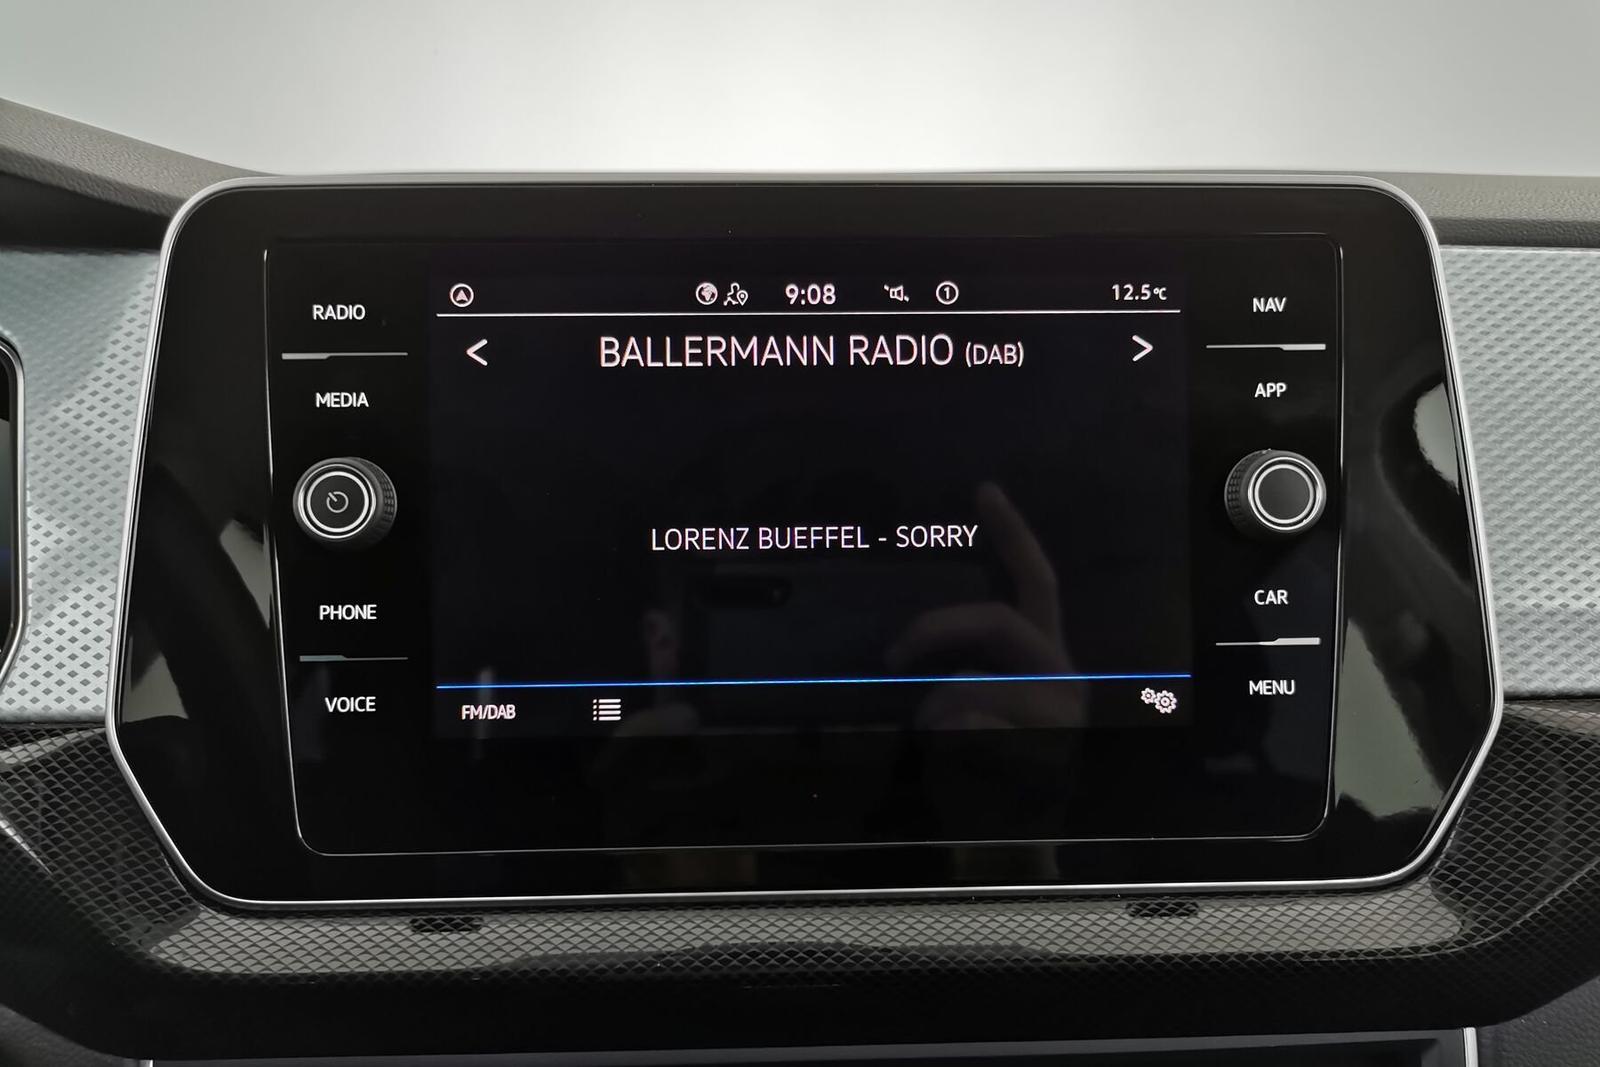 RADIO
MEDIA
PHONE
VOICE
9:08
1
12.5°C
< BALLERMANN RADIO (DAB) >
LORENZ BUEFFEL - SORRY
FM/DAB
NAV
APP
CAR
MENU